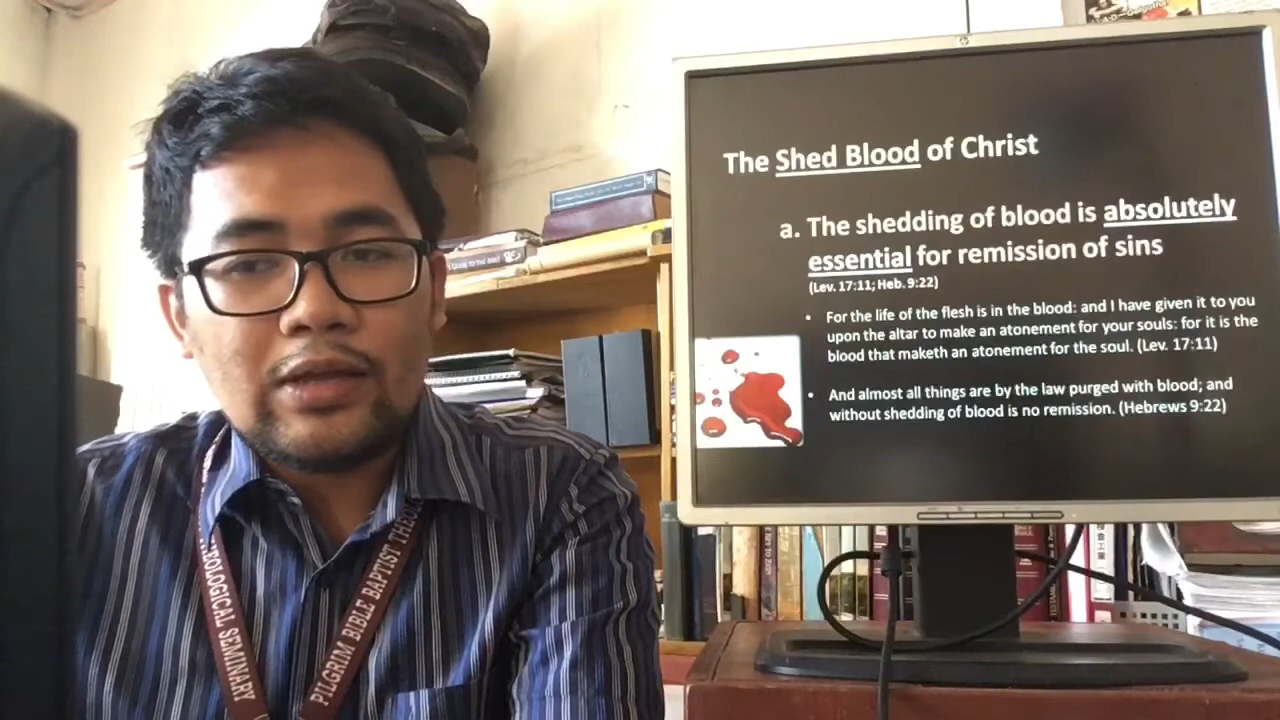 The Shed Blood of Christ
a. The shedding of blood is absolutely
essential for remission of sins
(Lev. 17:11; Heb. 9:22)
• For the life of the flesh is in the blood: and I have given it to you
upon the altar to make an atonement for your souls: for it is the
blood that maketh an atonement for the soul. (Lev. 17:11)
• And almost all things are by the law purged with blood; and
without shedding of blood is no remission. (Hebrews 9:22)
EOLOGICAL SEMINARY
PILGRIM BIBLE BAPTIST THEOLO